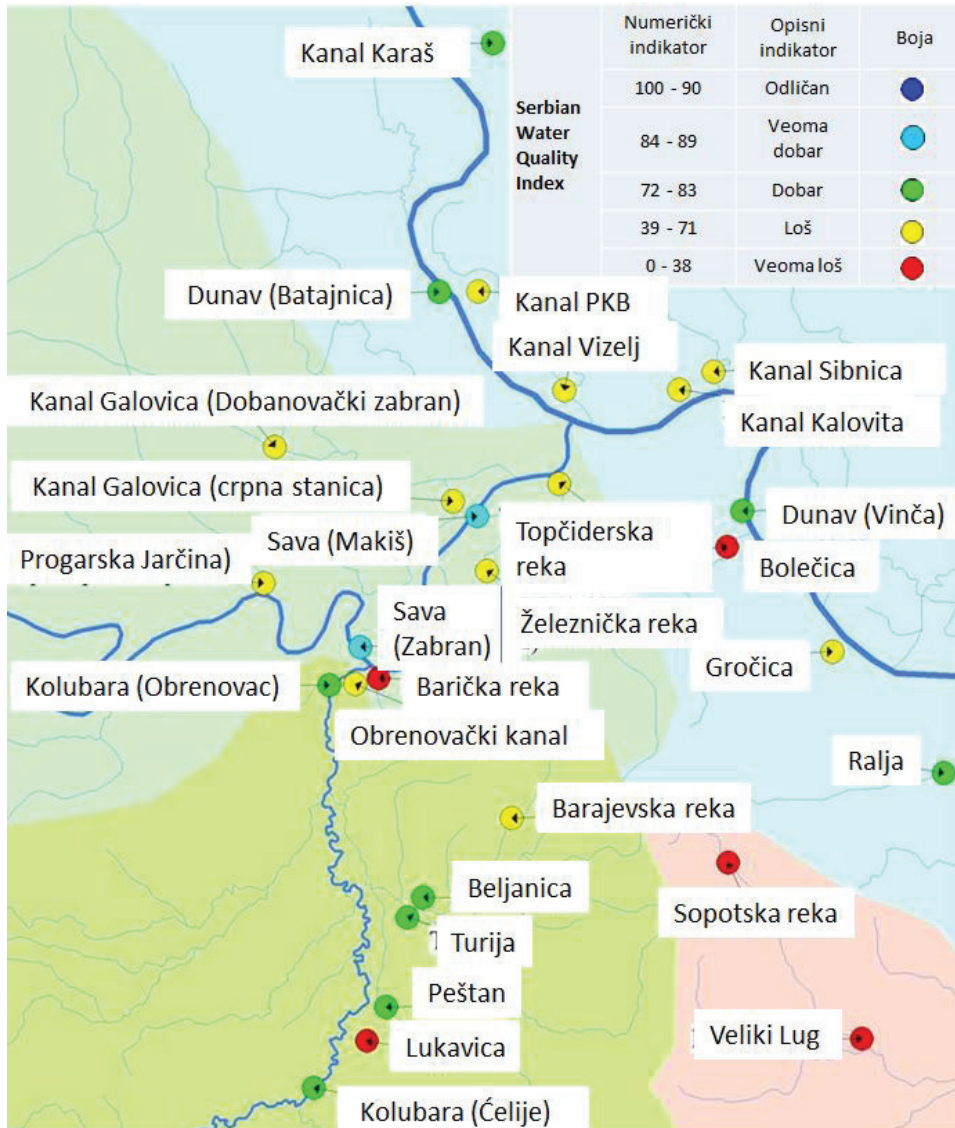 Kanal Karaš
Serbian
Water
Quality
Index
Numerički
indikator
Opisni
indikator
Boja
100 - 90
Odličan
84 - 89
Veoma
dobar
72 - 83
Dobar
39 - 71
Loš
0 - 38
Veoma loš
Dunav (Batajnica)
Kanal PKB
Kanal Vizelj
Kanal Sibnica
Kanal Galovica (Dobanovački zabran)
Kanal Kalovita
Kanal Galovica (crpna stanica)
Dunav (Vinča)
Sava (Makiš)
Topčiderska
reka
Progarska Jarčina)
Bolečica
Sava
(Zabran)
Železnička reka
Gročica
Kolubara (Obrenovac)
Barička reka
Obrenovački kanal
Ralja
Barajevska reka
Beljanica
Sopotska reka
Turija
Peštan
Veliki Lug
Lukavica
Kolubara (Ćelije)